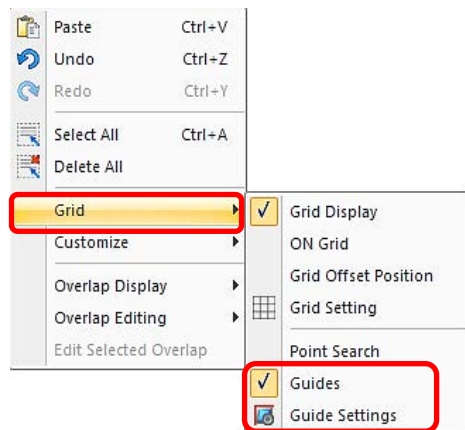 Paste Ctrl+V
Undo Ctrl+Z
Redo Ctrl+Y
Select All Ctrl+A
Delete All
Grid
Customize
Overlap Display
Overlap Editing
Edit Selected Overlap
Grid Display
ON Grid
Grid Offset Position
Grid Setting
Point Search
Guides
Guide Settings